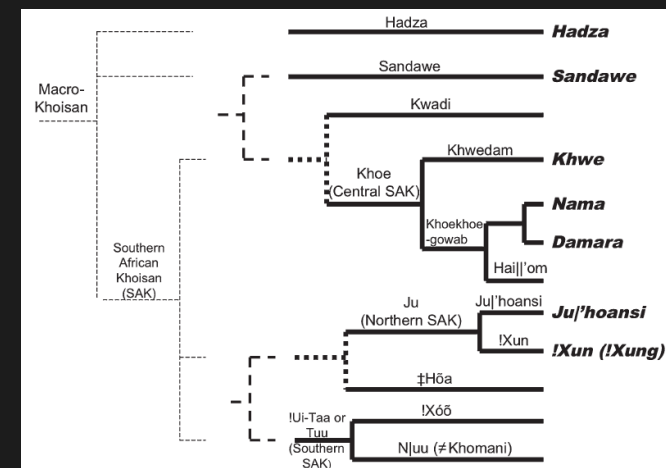 Hadza
Hadza
Sandawe
Sandawe
Macro-
Khoisan
Kwadi
Khwedam
Khwe
Khoe
(Central SAK)
Nama
Khoekhoe
-gowab
Damara
Southern
African
Khoisan
(SAK)
Hai||'om
Ju
(Northern SAK)
Ju|'hoansi
Ju|'hoansi
!Xun
!Xun (!Xung)
‡Hõa
!Ui-Taa or
Tuu
(Southern
SAK)
!Xóõ
N|uu (≠Khomani)